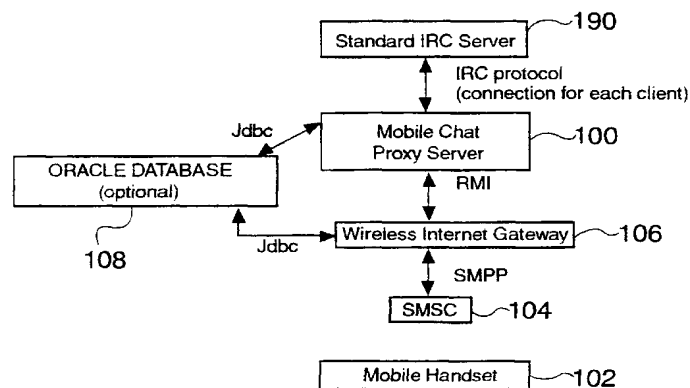 190
Standard IRC Server
IRC protocol
(connection for each client)
Jdbc
Mobile Chat
Proxy Server
100
ORACLE DATABASE
(optional)
RMI
108
Jdbc
Wireless Internet Gateway
106
SMPP
SMSC
104
Mobile Handset
102